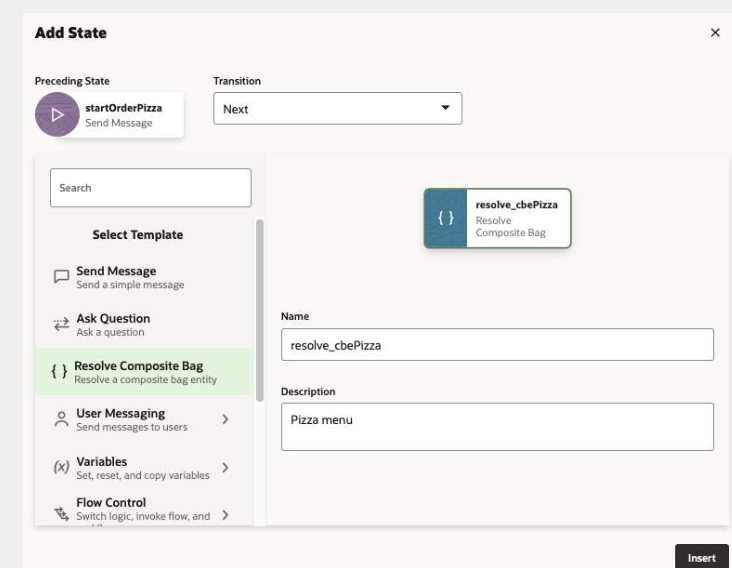 Add State
Preceding State
Transition
startOrderPizza
Send Message
Next
Search
Select Template
Send Message
Send a simple message
Ask Question
Ask a question
{ } Resolve Composite Bag
Resolve a composite bag entity
User Messaging
Send messages to users
(x) Variables
Set, reset, and copy variables
Flow Control
Switch logic, invoke flow, and
{ }
resolve_cbePizza
Resolve
Composite Bag
Name
resolve_cbePizza
Description
Pizza menu
Insert